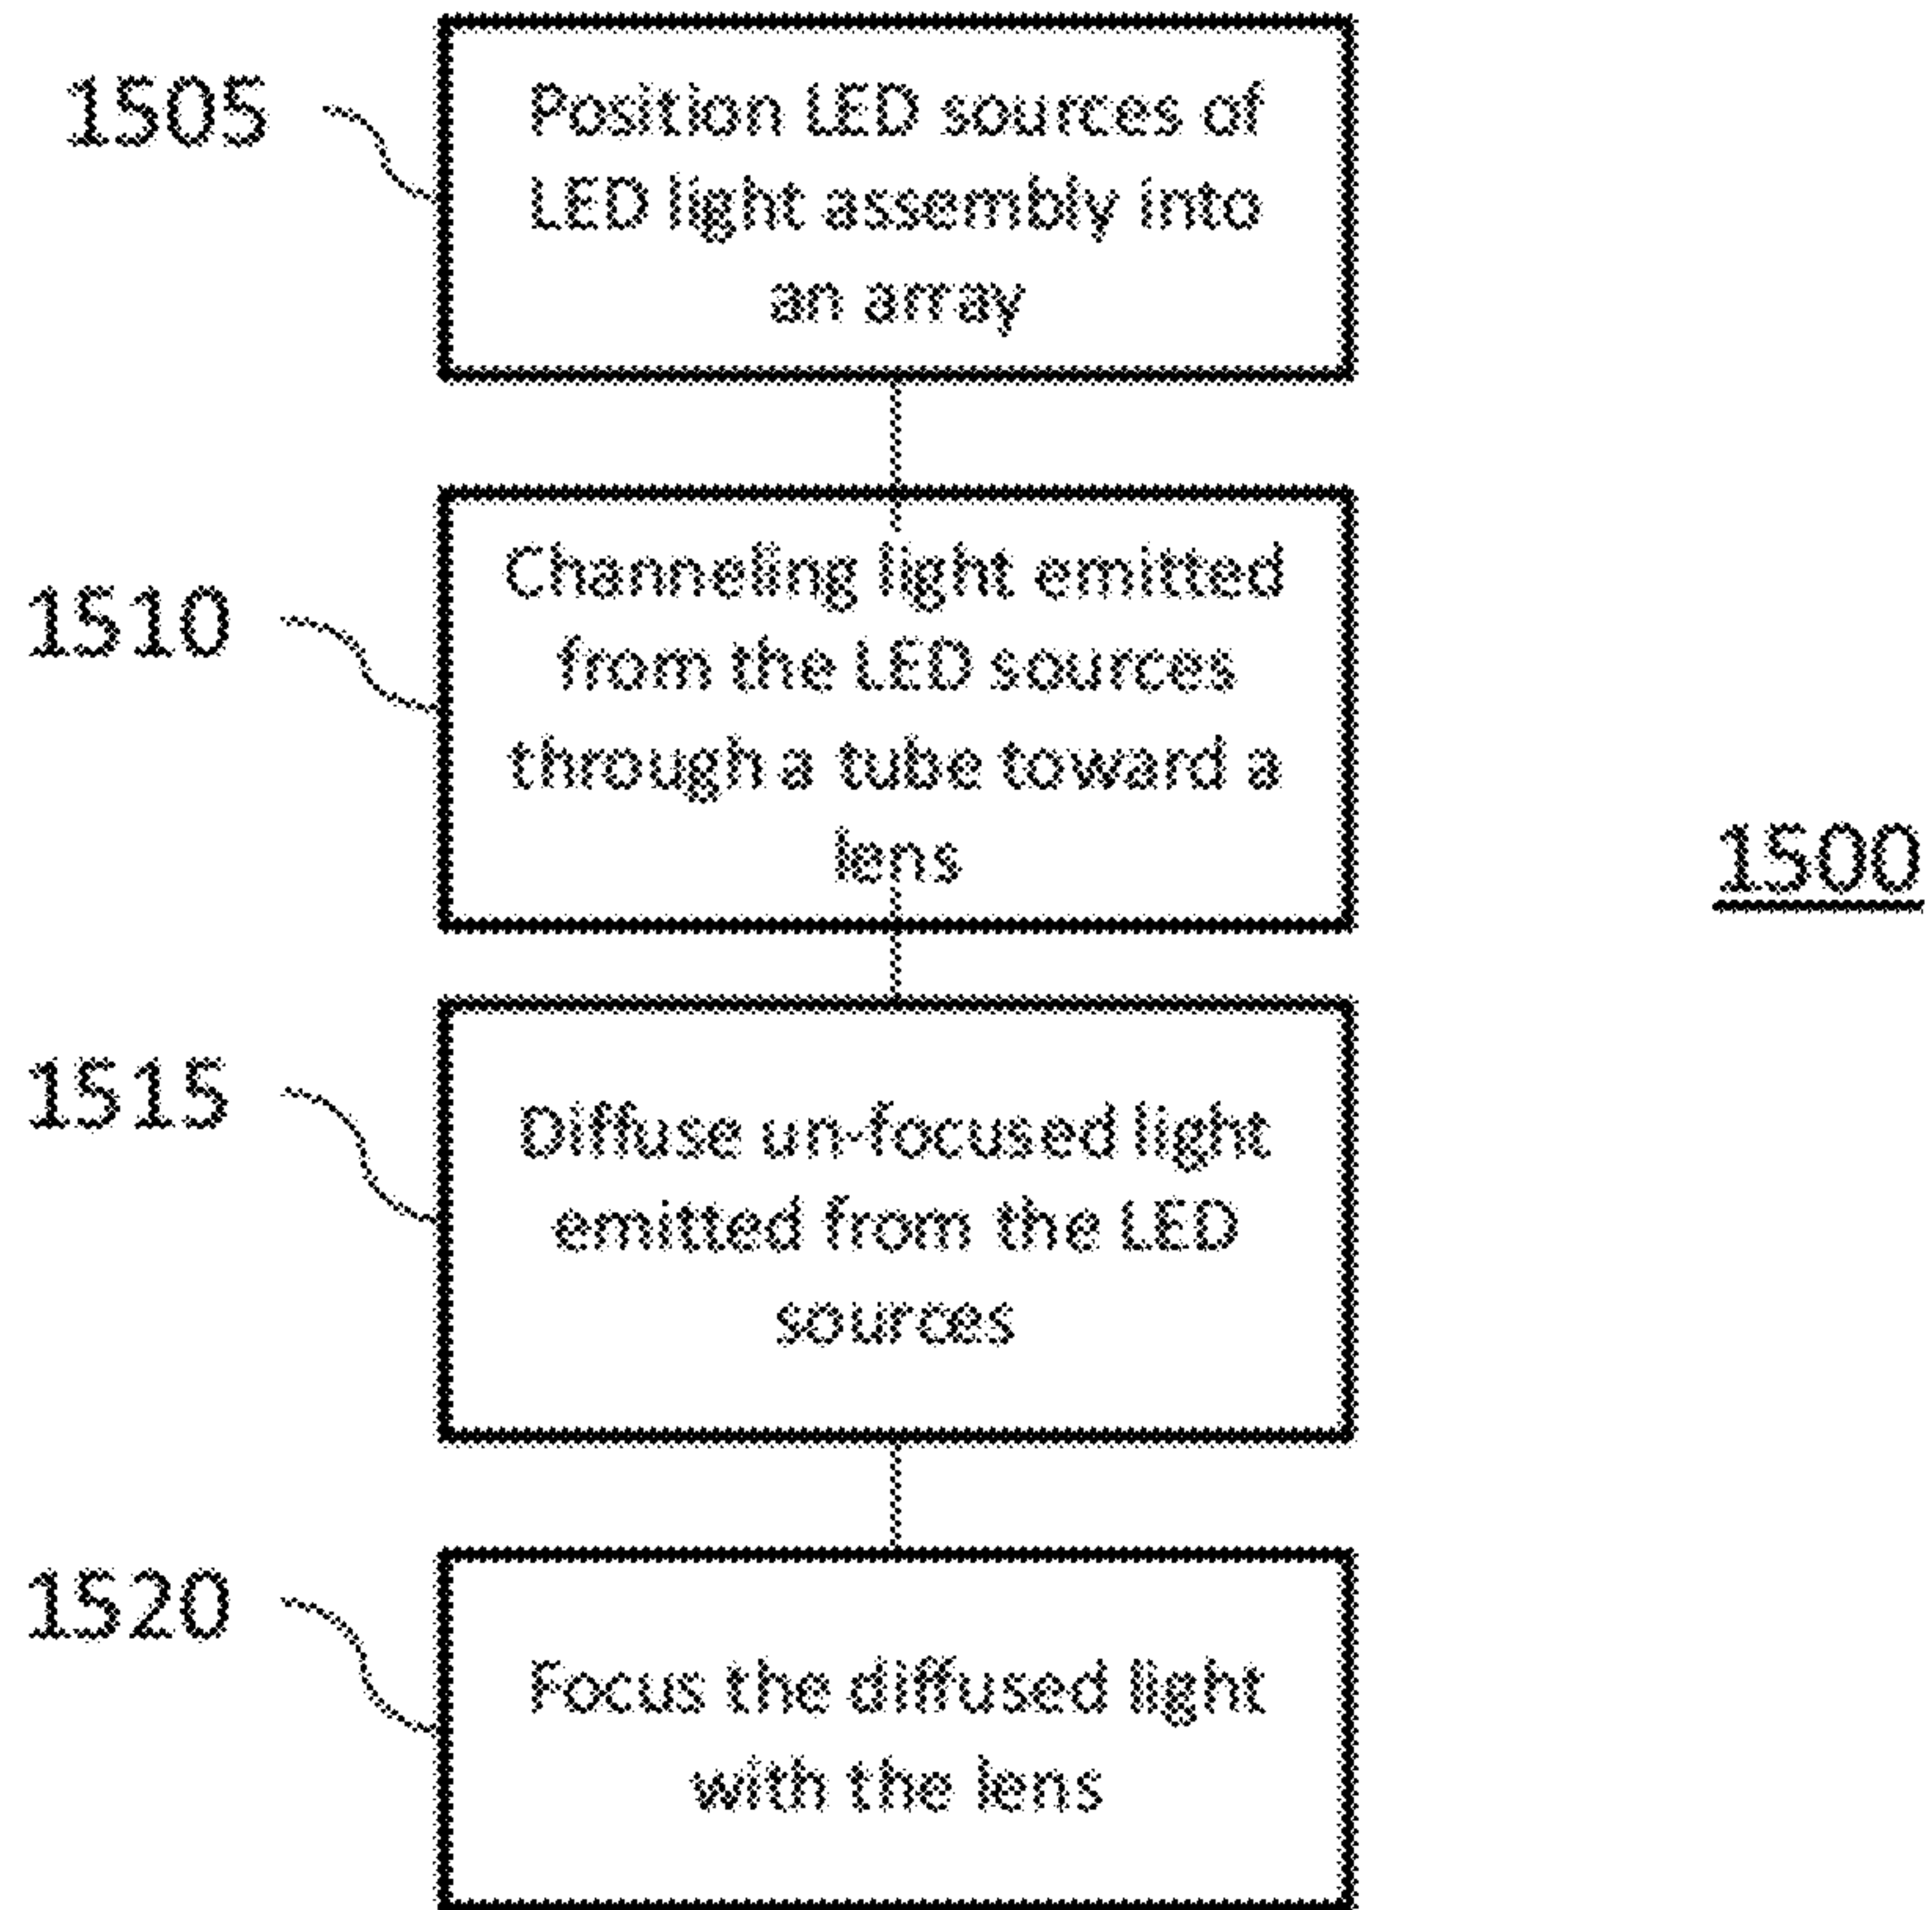 1505
Position LED sources of
LED light assembly into
an array
1510
Channeling light emitted
from the LED sources
through a tube toward a
lens
1500
1515
Diffuse un-focused light
emitted from the LED
sources
1520
Focus the diffused light
with the lens